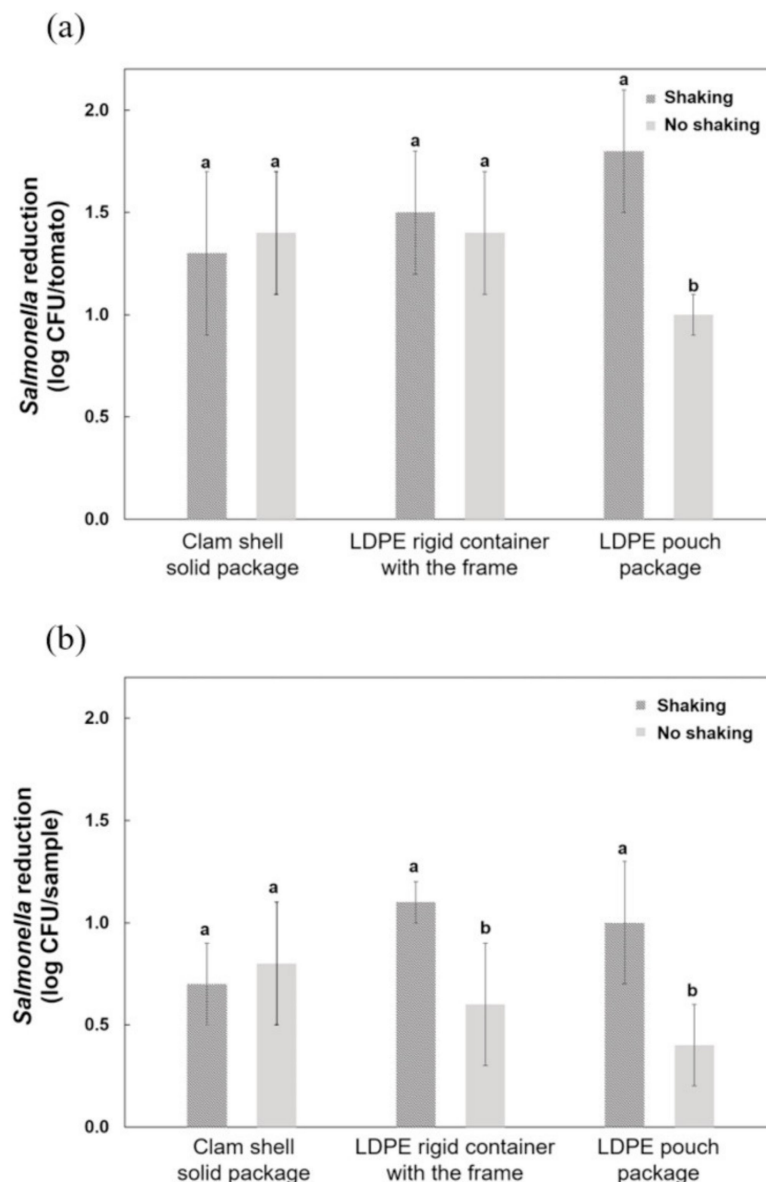 (a)
Salmonella reduction
(log CFU/tomato)
2.0
1.5
1.0
0.5
0.0
a
a
a
a
a
b
Shaking
No shaking
Clam shell
solid package
LDPE rigid container
with the frame
LDPE pouch
package
(b)
Salmonella reduction
(log CFU/sample)
2.0
1.5
1.0
0.5
0.0
a
a
a
b
a
b
Shaking
No shaking
Clam shell
solid package
LDPE rigid container
with the frame
LDPE pouch
package